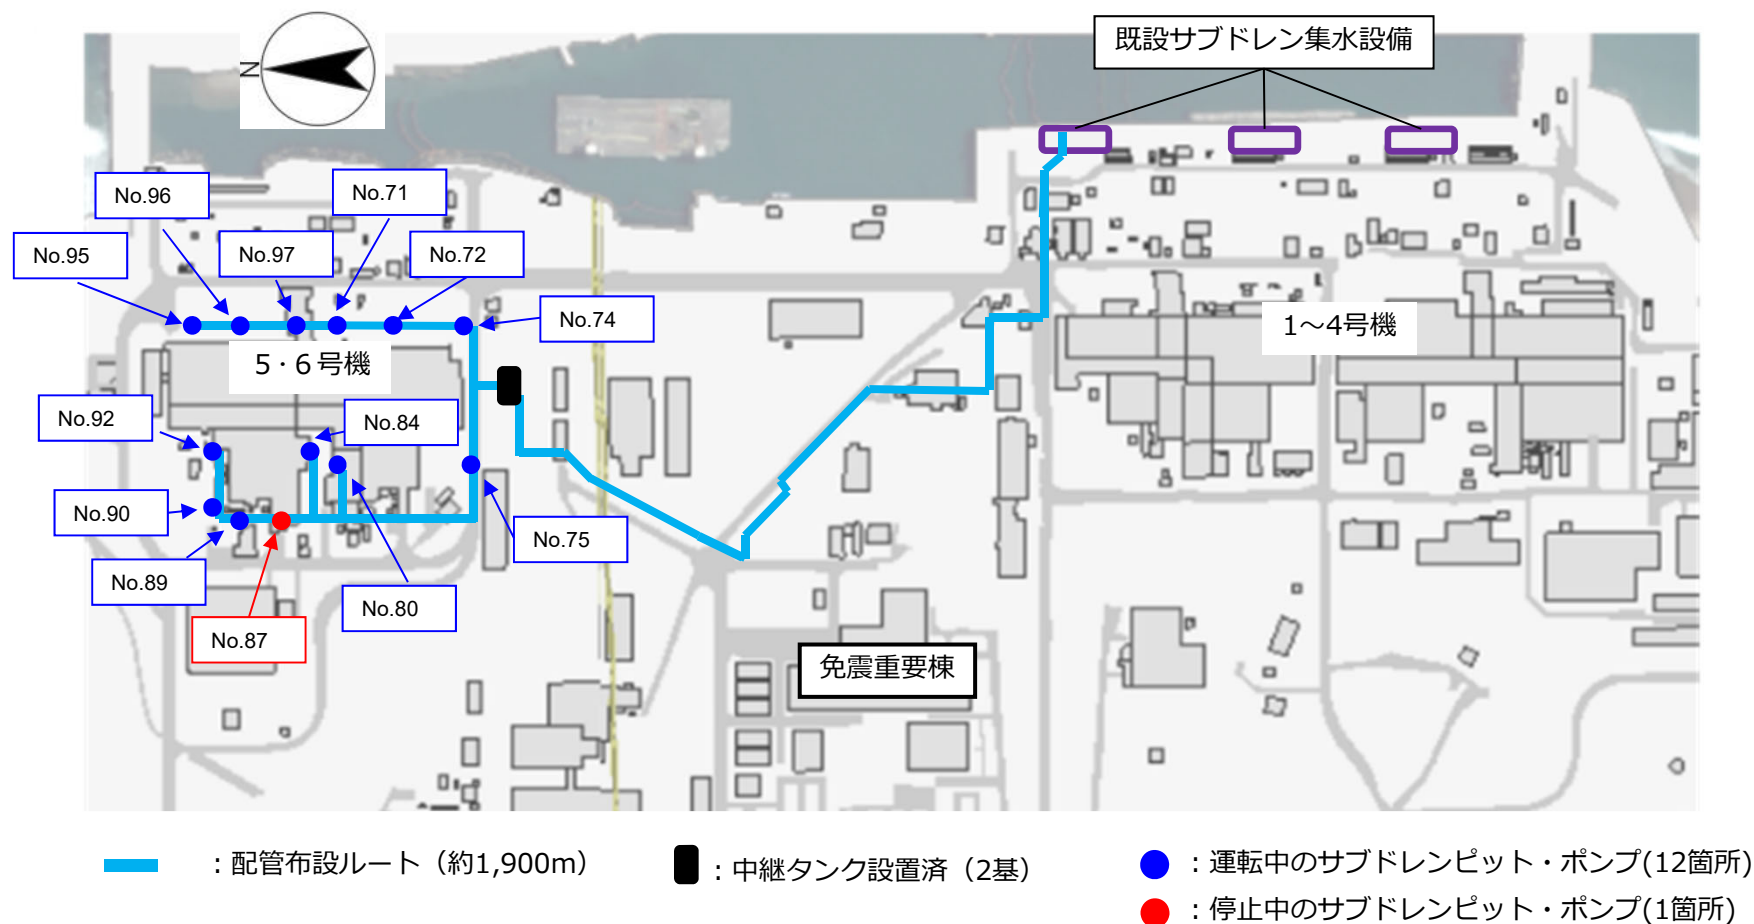 既設サブドレン集水設備
N
No.96
No.71
No.95
No.97
No.72
No.74
1～4号機
5・6号機
No.92
No.84
No.90
No.75
No.89
No.80
No.87
免震重要棟
：配管布設ルート（約1,900m）
：中継タンク設置済（2基）
：運転中のサブドレンピット・ポンプ(12箇所)
：停止中のサブドレンピット・ポンプ(1箇所)